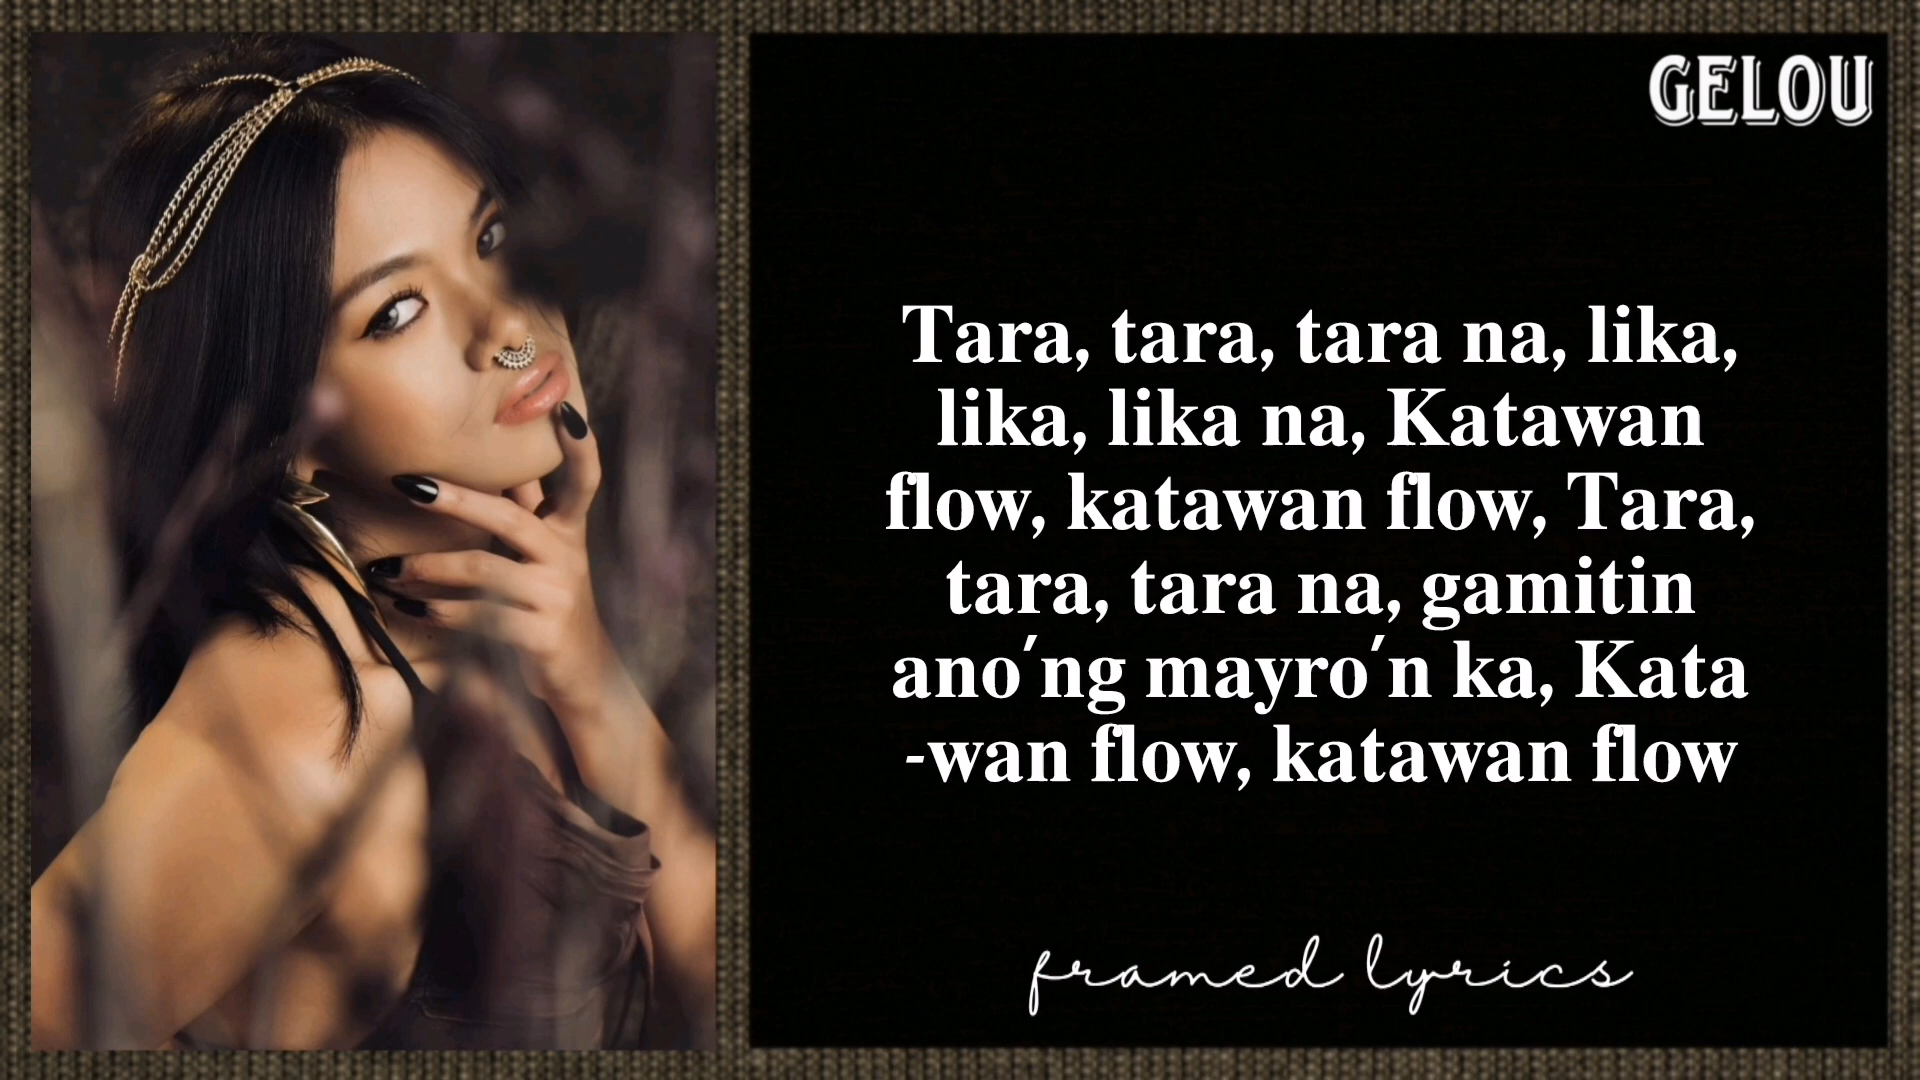 GELOU
Tara, tara, tara na, lika,
lika, lika na, Katawan
flow, katawan flow, Tara,
tara, tara na, gamitin
ano´ng mayro´n ka, Kata
-wan flow, katawan flow
framed lyrics